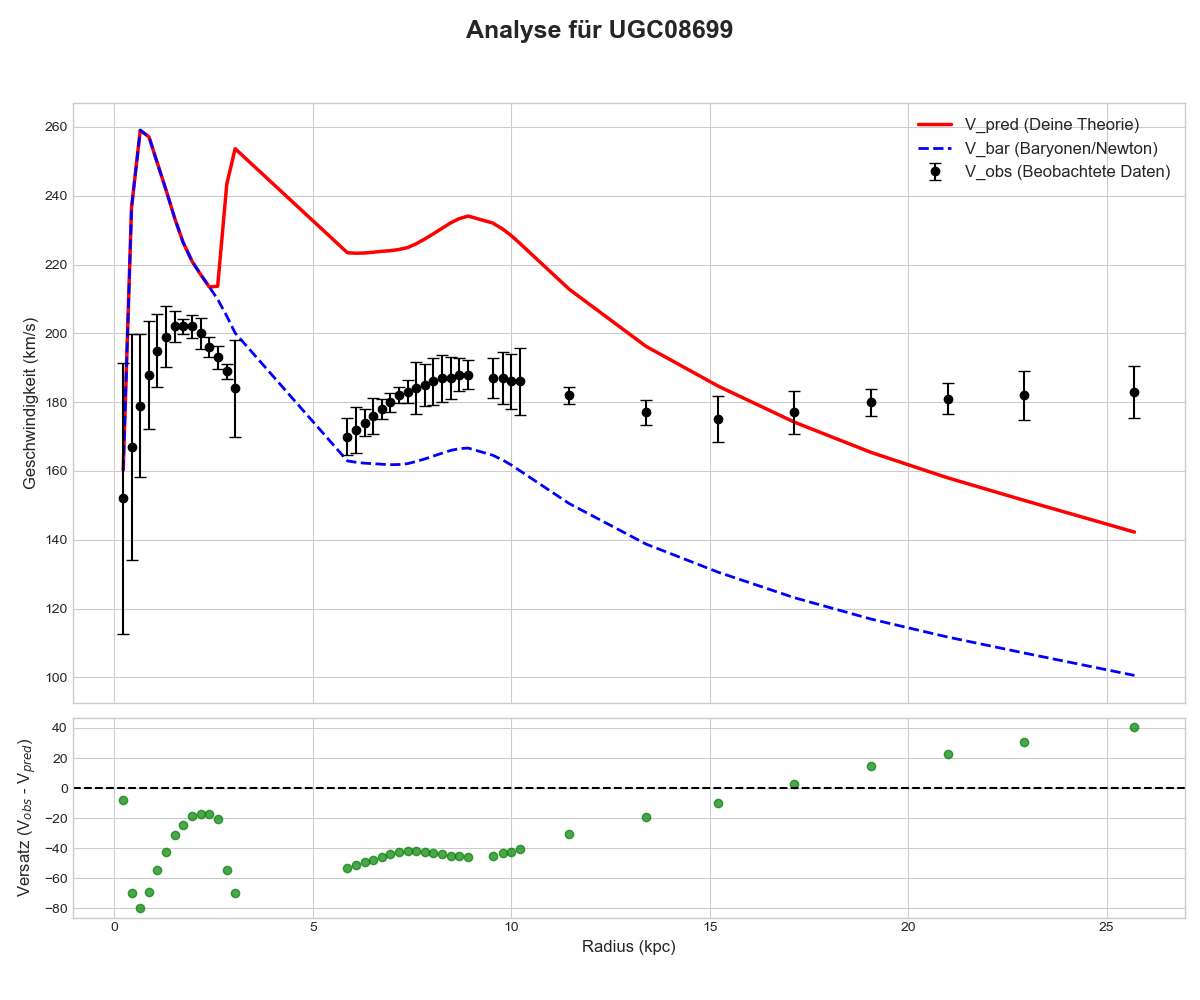 Analyse für UGC08699
V_pred (Deine Theorie)
V_bar (Baryonen/Newton)
V_obs (Beobachtete Daten)
Geschwindigkeit (km/s)
260
240
220
200
180
160
140
120
100
Versatz (V_obs - V_pred)
40
20
0
−20
−40
−60
−80
0 5 10 15 20 25
Radius (kpc)